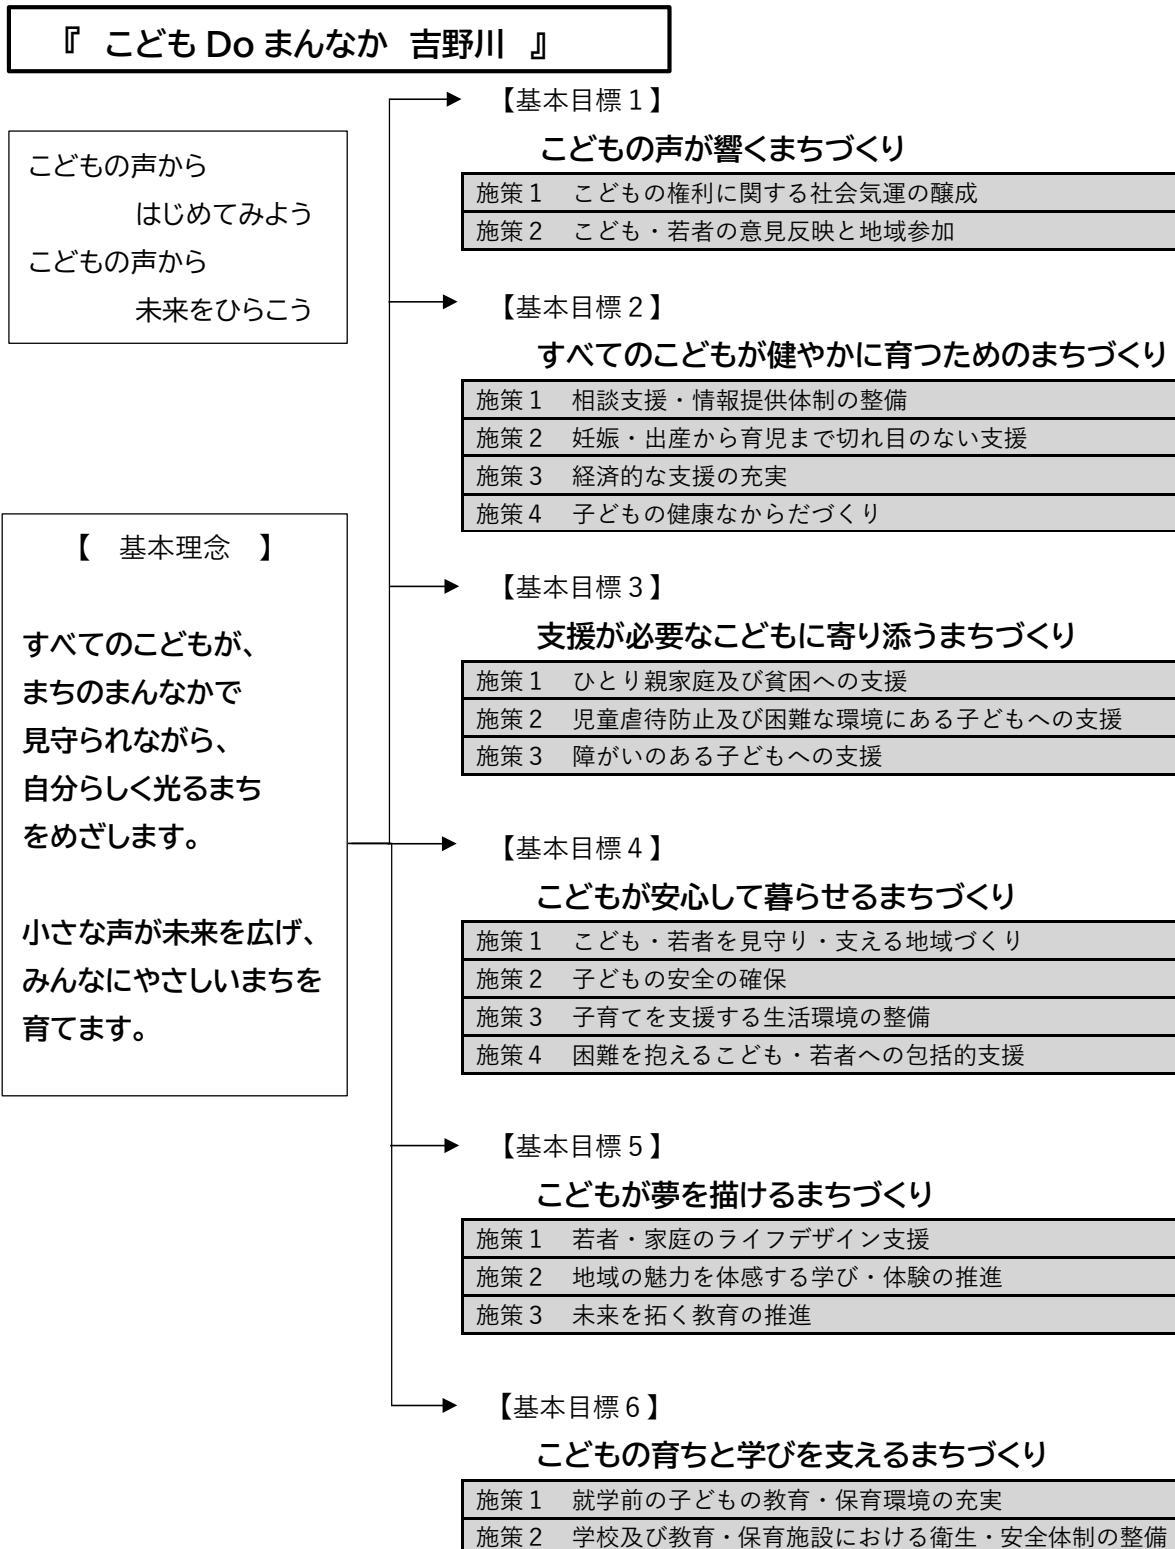 『 こども Do まんなか 吉野川 』
こどもの声から
はじめてみよう
こどもの声から
未来をひらこう
【 基本理念 】
すべてのこどもが、
まちのまんなかで
見守られながら、
自分らしく光るまち
をめざします。
小さな声が未来を広げ、
みんなにやさしいまちを
育てます。
【基本目標１】
こどもの声が響くまちづくり
施策１ こどもの権利に関する社会気運の醸成
施策２ こども・若者の意見反映と地域参加
【基本目標２】
すべてのこどもが健やかに育つためのまちづくり
施策１ 相談支援・情報提供体制の整備
施策２ 妊娠・出産から育児まで切れ目のない支援
施策３ 経済的な支援の充実
施策４ 子どもの健康なからだづくり
【基本目標３】
支援が必要なこどもに寄り添うまちづくり
施策１ ひとり親家庭及び貧困への支援
施策２ 児童虐待防止及び困難な環境にある子どもへの支援
施策３ 障がいのある子どもへの支援
【基本目標４】
こどもが安心して暮らせるまちづくり
施策１ こども・若者を見守り・支える地域づくり
施策２ 子どもの安全の確保
施策３ 子育てを支援する生活環境の整備
施策４ 困難を抱えるこども・若者への包括的支援
【基本目標５】
こどもが夢を描けるまちづくり
施策１ 若者・家庭のライフデザイン支援
施策２ 地域の魅力を体感する学び・体験の推進
施策３ 未来を拓く教育の推進
【基本目標６】
こどもの育ちと学びを支えるまちづくり
施策１ 就学前の子どもの教育・保育環境の充実
施策２ 学校及び教育・保育施設における衛生・安全体制の整備